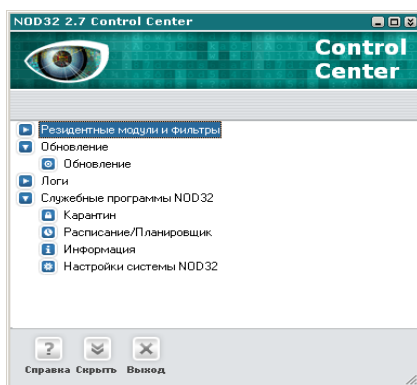 NOD32 2.7 Control Center
Control
Center
Резидентные модули и фильтры
Обновление
Обновление
Логи
Служебные программы NOD32
Карантин
Расписание/Планировщик
Информация
Настройки системы NOD32
Справка Скрыть Выход